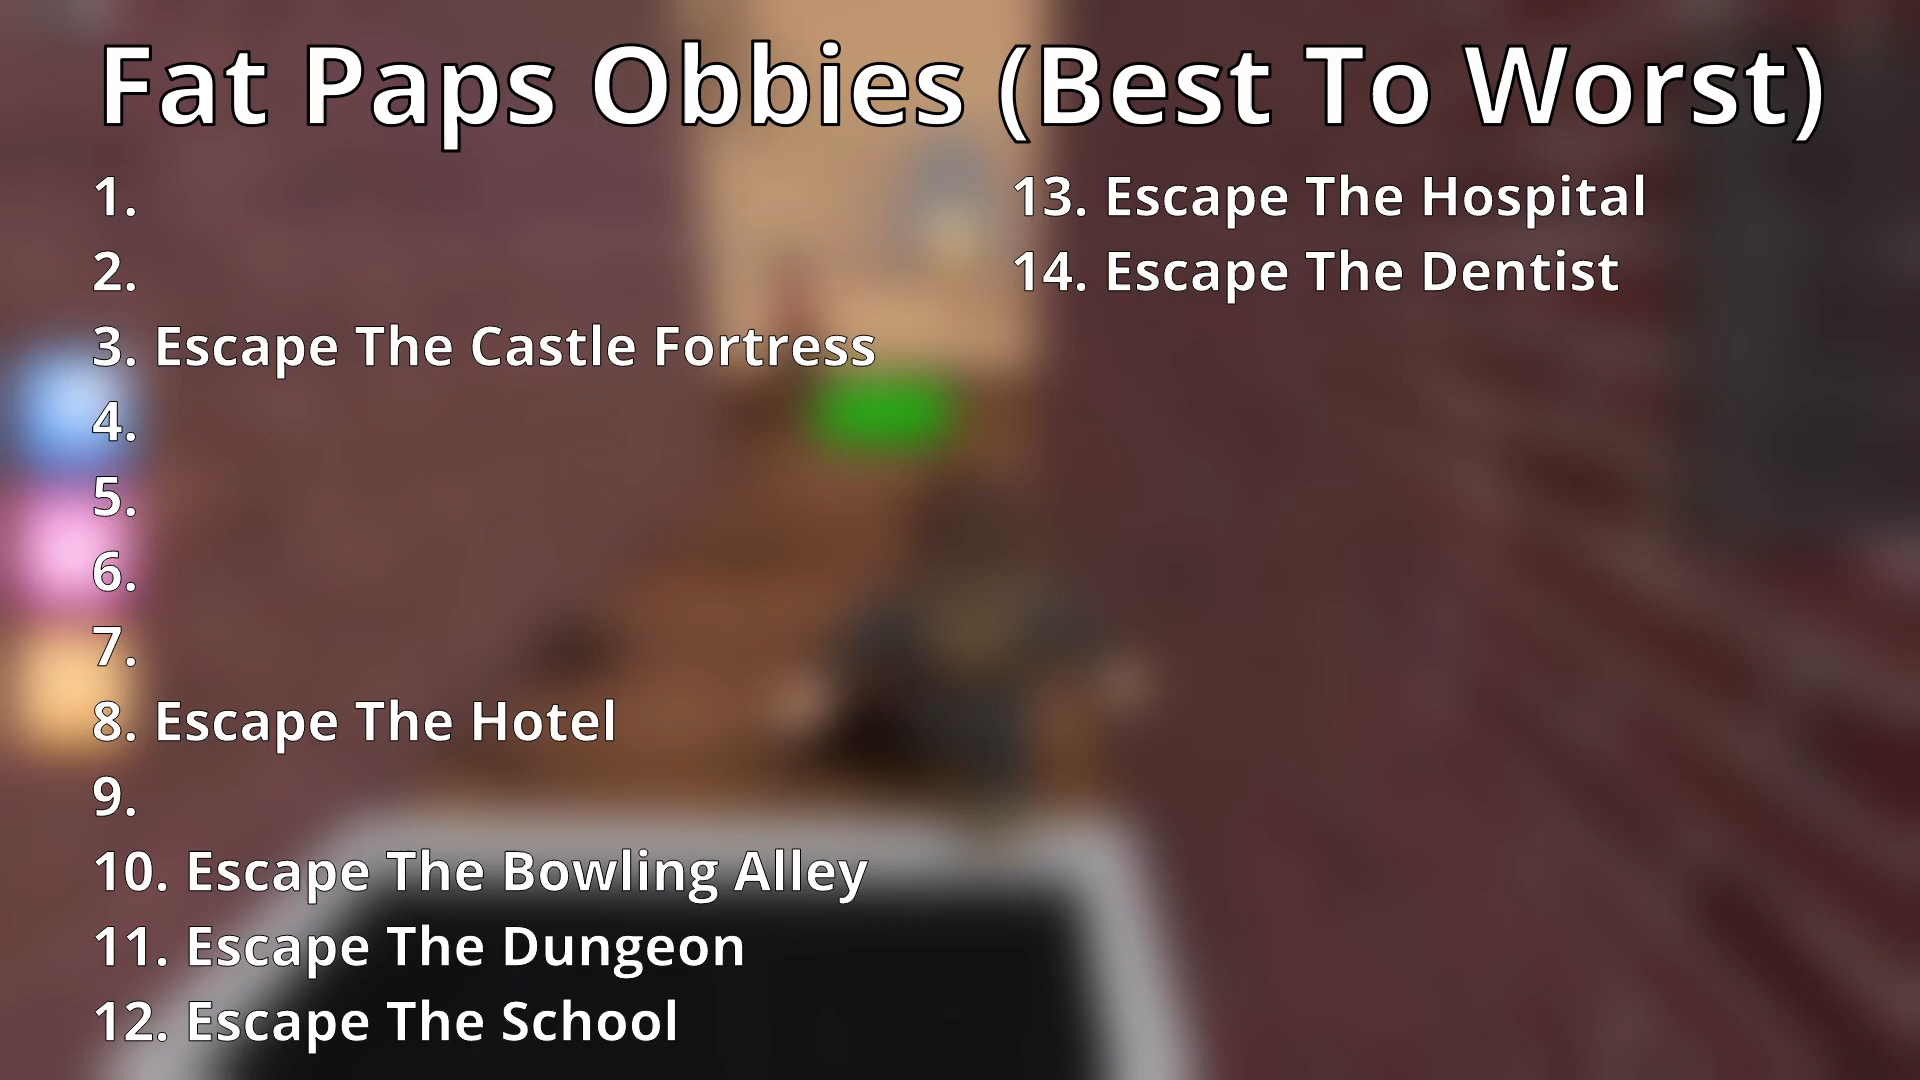 Fat Paps Obbies (Best To Worst)
1.
2.
3. Escape The Castle Fortress
4.
5.
6.
7.
8. Escape The Hotel
9.
10. Escape The Bowling Alley
11. Escape The Dungeon
12. Escape The School
13. Escape The Hospital
14. Escape The Dentist